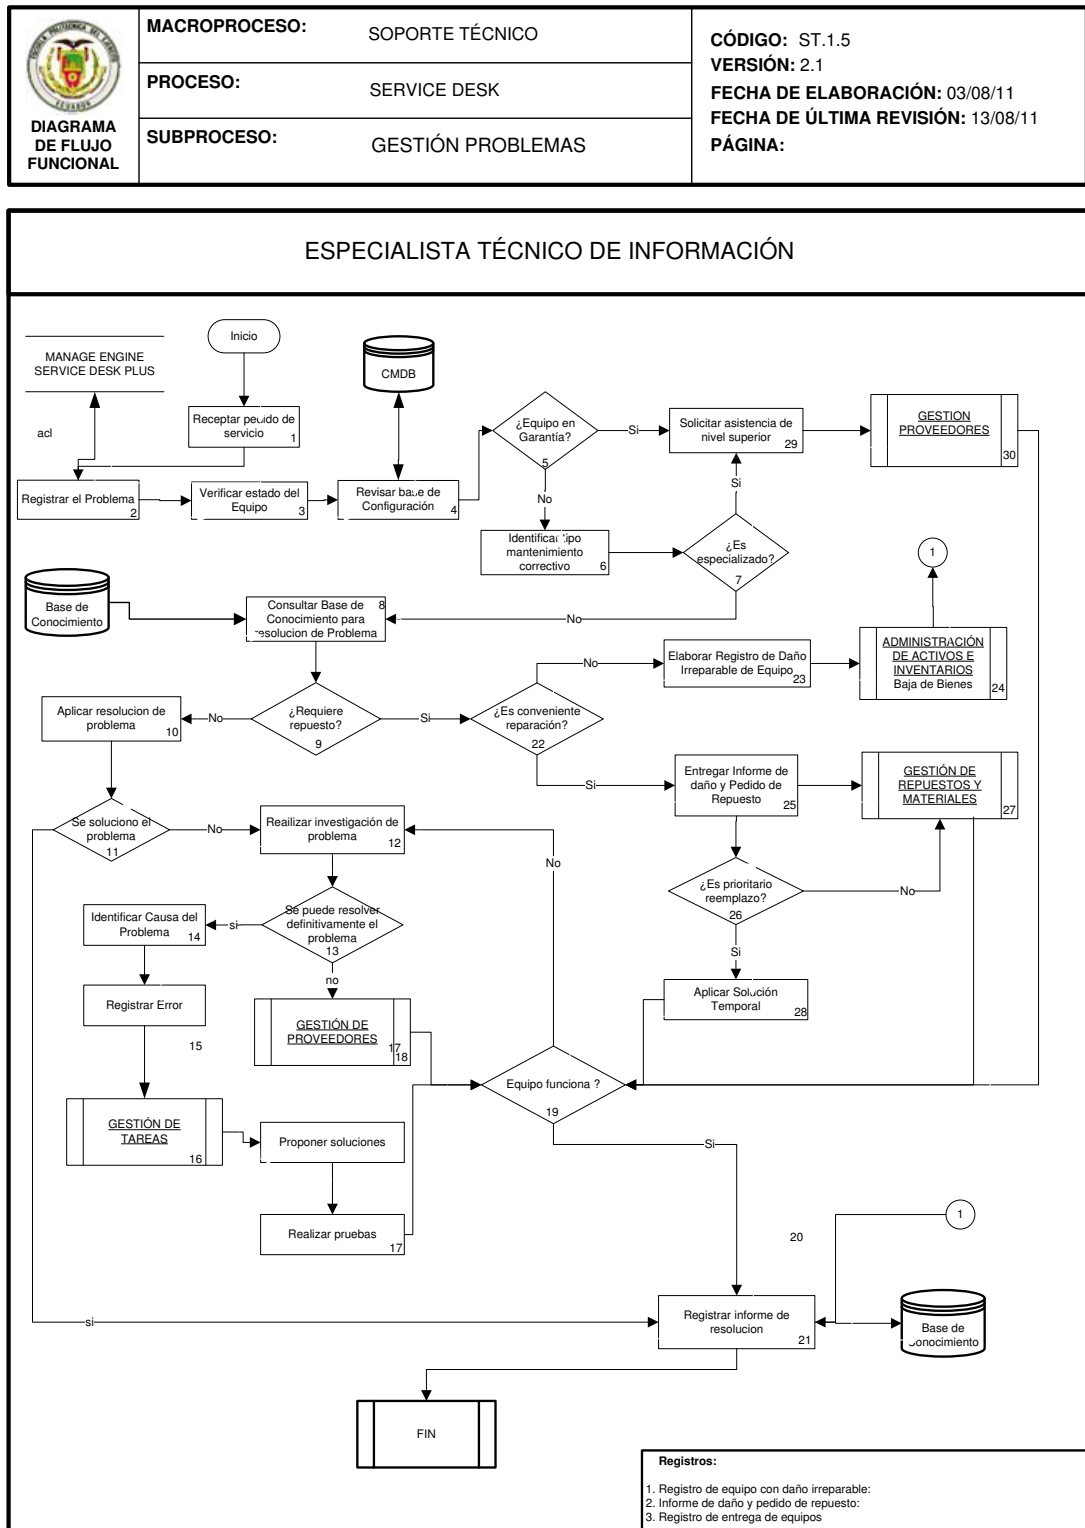 MACROPROCESO: SOPORTE TÉCNICO
PROCESO: SERVICE DESK
SUBPROCESO: GESTIÓN PROBLEMAS
DIAGRAMA
DE FLUJO
FUNCIONAL
CÓDIGO: ST.1.5
VERSIÓN: 2.1
FECHA DE ELABORACIÓN: 03/08/11
FECHA DE ÚLTIMA REVISIÓN: 13/08/11
PÁGINA:
ESPECIALISTA TÉCNICO DE INFORMACIÓN
MANAGE ENGINE
SERVICE DESK PLUS
acl
Inicio
Receptar pedido de
servicio 1
CMDB
Registrar el Problema
2
Verificar estado del
Equipo 3
Revisar base de
Configuración 4
¿Equipo en
Garantía?
5
Si
No
Solicitar asistencia de
nivel superior 29
GESTION
PROVEEDORES
30
Identificar tipo
mantenimiento
correctivo 6
¿Es
especializado?
7
Si
No
1
Base de
Conocimiento
Consultar Base de 8
Conocimiento para
resolucion de Problema
Elaborar Registro de Daño
Irreparable de Equipo 23
ADMINISTRACIÓN
DE ACTIVOS E
INVENTARIOS
Baja de Bienes 24
Aplicar resolucion de
problema 10
No
¿Requiere
repuesto?
9
Si
¿Es conveniente
reparación?
22
No
Si
Entregar Informe de
daño y Pedido de
Repuesto 25
GESTIÓN DE
REPUESTOS Y
MATERIALES 27
Se soluciono el
problema
11
No
Reailizar investigación de
problema 12
No
¿Es prioritario
reemplazo?
26
No
Si
Identificar Causa del
Problema 14
si
Se puede resolver
definitivamente el
problema
13
no
Registrar Error
15
GESTIÓN DE
PROVEEDORES 17
18
Aplicar Solución
Temporal 28
Equipo funciona ?
19
Si
GESTIÓN DE
TAREAS
16
Proponer soluciones
Realizar pruebas
17
20
1
sí
Registrar informe de
resolucion 21
Base de
Conocimiento
FIN
Registros:
1. Registro de equipo con daño irreparable:
2. Informe de daño y pedido de repuesto:
3. Registro de entrega de equipos